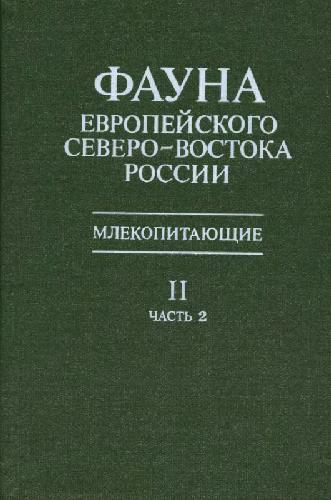 ФАУНА
ЕВРОПЕЙСКОГО
СЕВЕРО-ВОСТОКА
РОССИИ
МЛЕКОПИТАЮЩИЕ
II
ЧАСТЬ 2